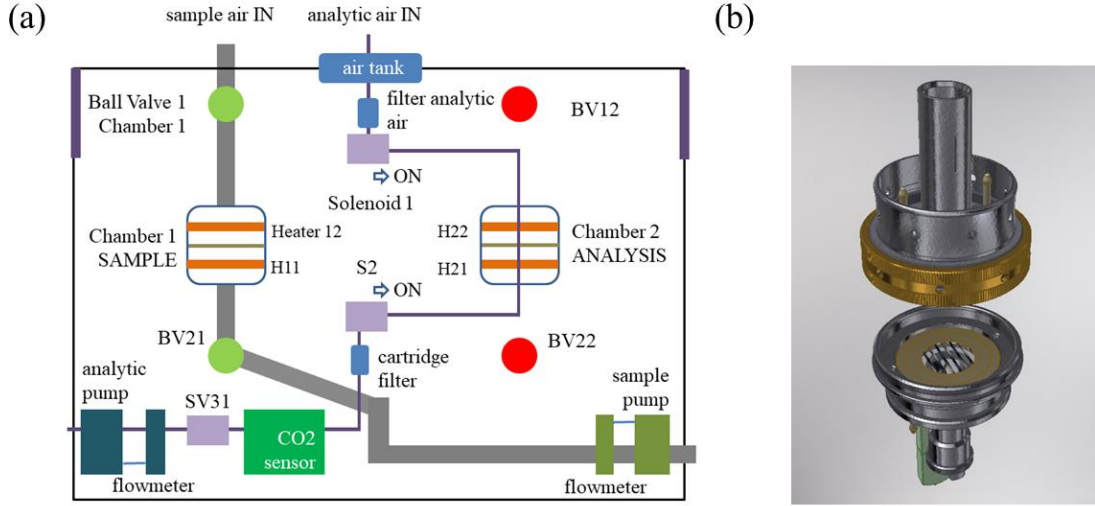 (a)
sample air IN
analytic air IN
(b)
air tank
Ball Valve 1
Chamber 1
filter analytic
air
BV12
ON
Solenoid 1
Chamber 1
SAMPLE
Heater 12
H11
H22
H21
Chamber 2
ANALYSIS
S2
ON
BV21
BV22
cartridge
filter
analytic
pump
SV31
sample
pump
CO2
sensor
flowmeter
flowmeter